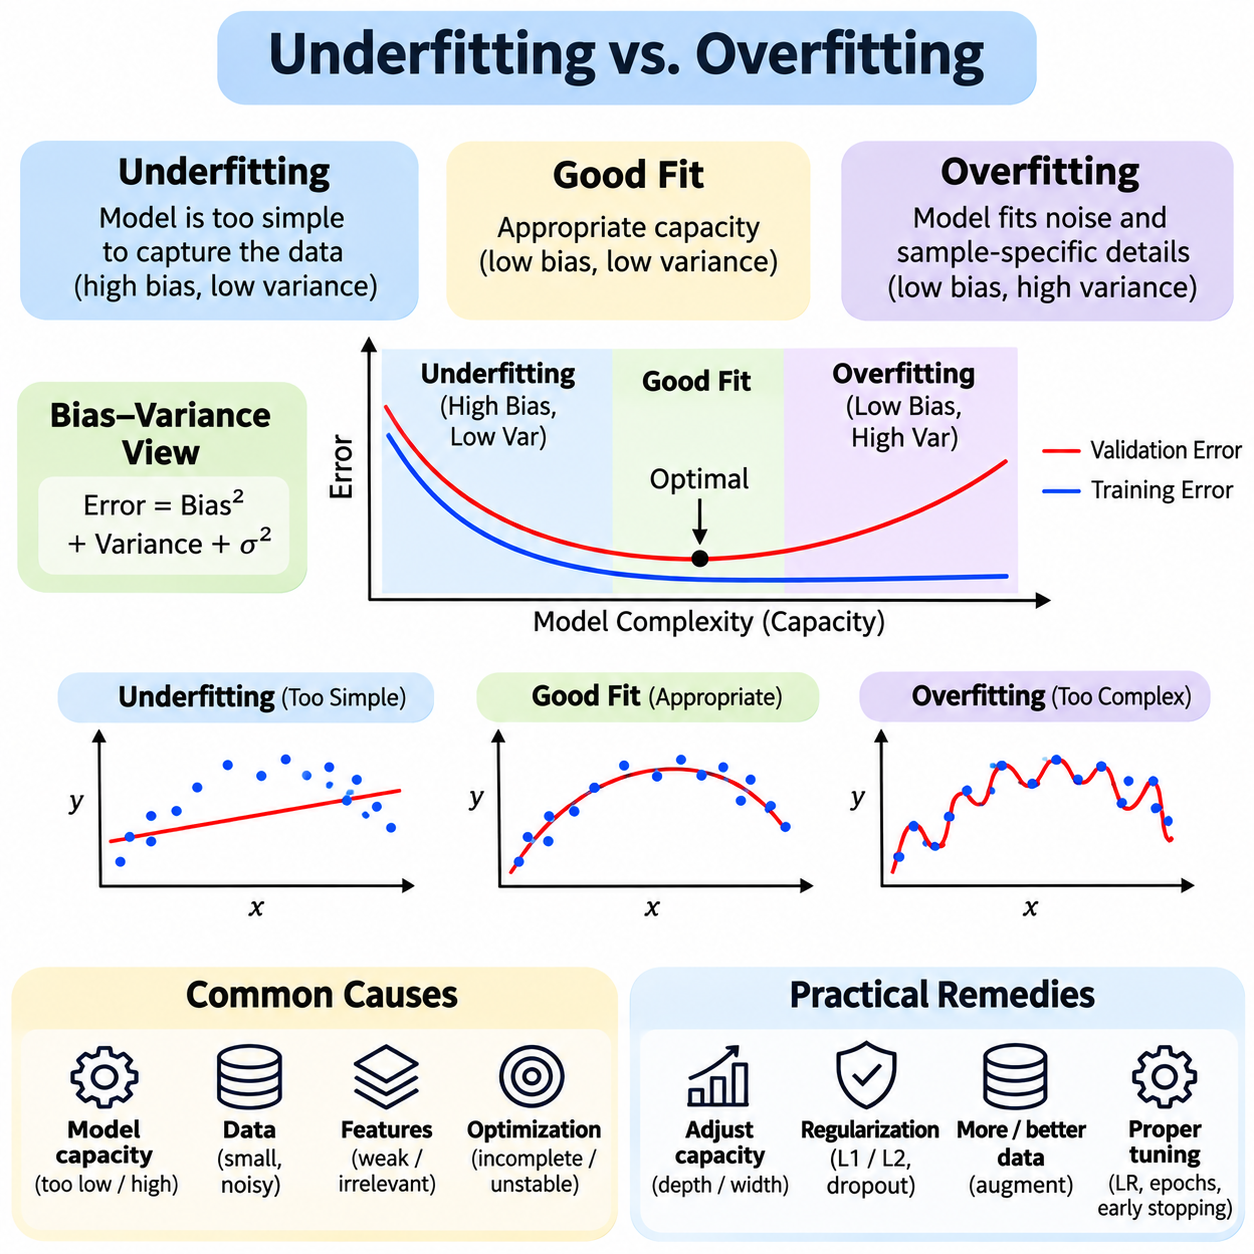 Underfitting vs. Overfitting
Underfitting
Model is too simple
to capture the data
(high bias, low variance)
Good Fit
Appropriate capacity
(low bias, low variance)
Overfitting
Model fits noise and
sample-specific details
(low bias, high variance)
Bias–Variance
View
Error = Bias²
+ Variance + σ²
Error
Underfitting
(High Bias,
Low Var)
Good Fit
Optimal
Overfitting
(Low Bias,
High Var)
Validation Error
Training Error
Model Complexity (Capacity)
Underfitting (Too Simple)
y
x
Good Fit (Appropriate)
y
x
Overfitting (Too Complex)
y
x
Common Causes
Model
capacity
(too low / high)
Data
(small,
noisy)
Features
(weak /
irrelevant)
Optimization
(incomplete /
unstable)
Practical Remedies
Adjust
capacity
(depth / width)
Regularization
(L1 / L2,
dropout)
More / better
data
(augment)
Proper
tuning
(LR, epochs,
early stopping)